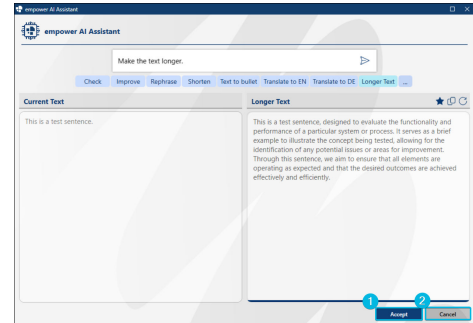 empower AI Assistant
empower AI Assistant
Make the text longer.
Check Improve Rephrase Shorten Text to bullet Translate to EN Translate to DE Longer Text ...
Current Text Longer Text
This is a test sentence.
This is a test sentence, designed to evaluate the functionality and
performance of a particular system or process. It serves as a brief
example to illustrate the concept being tested, allowing for the
identification of any potential issues or areas for improvement.
Through this sentence, we aim to ensure that all elements are
operating as expected and that the desired outcomes are achieved
effectively and efficiently.
1 2
Accept Cancel